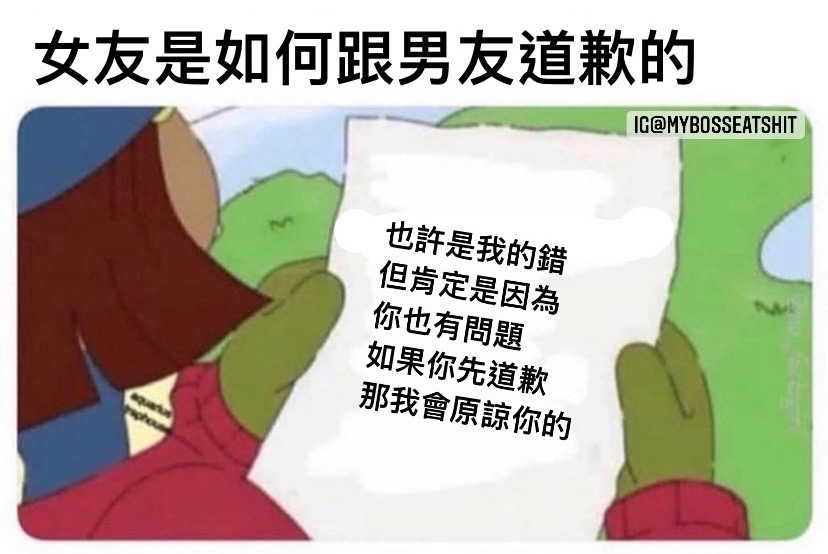 女友是如何跟男友道歉的
IG@MYBOSSEATSHIT
也許是我的錯
但肯定是因為
你也有問題
如果你先道歉
那我會原諒你的